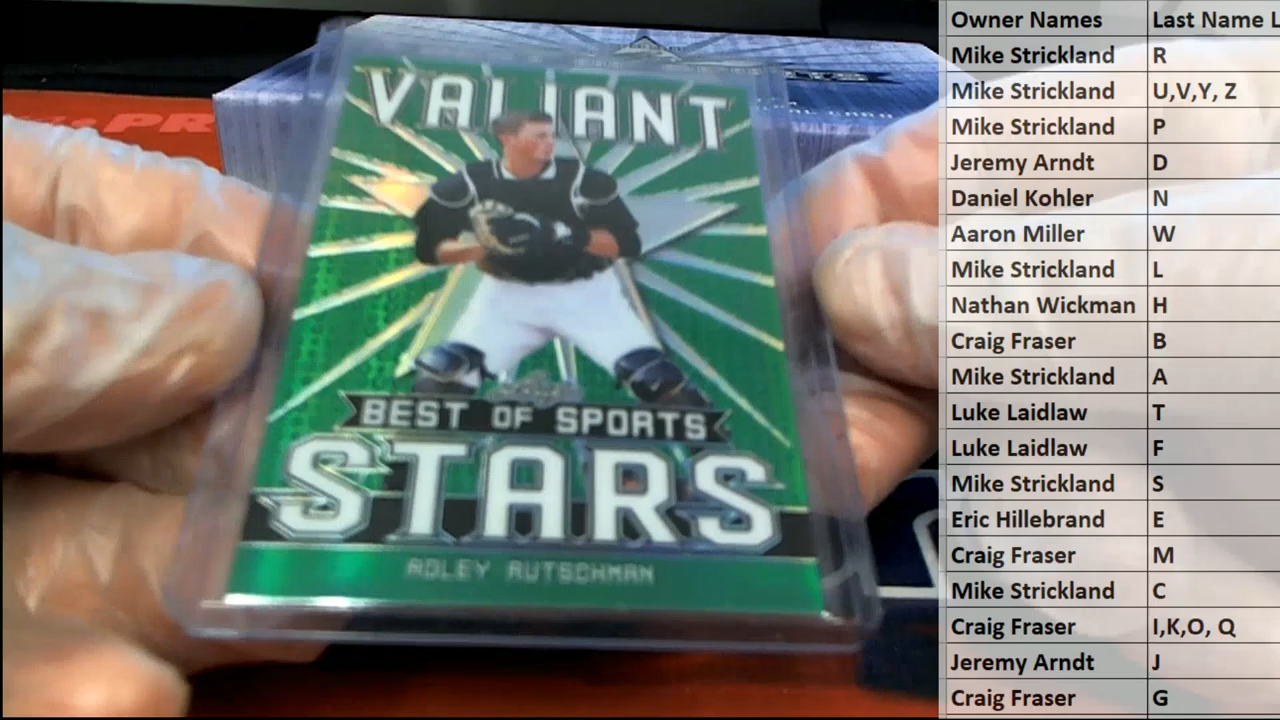 VALIANT
BEST OF SPORTS
STARS
ADLEY RUTSCHMAN
PR
Owner Names Last Name L
Mike Strickland R
Mike Strickland U,V,Y, Z
Mike Strickland P
Jeremy Arndt D
Daniel Kohler N
Aaron Miller W
Mike Strickland L
Nathan Wickman H
Craig Fraser B
Mike Strickland A
Luke Laidlaw T
Luke Laidlaw F
Mike Strickland S
Eric Hillebrand E
Craig Fraser M
Mike Strickland C
Craig Fraser I,K,O, Q
Jeremy Arndt J
Craig Fraser G